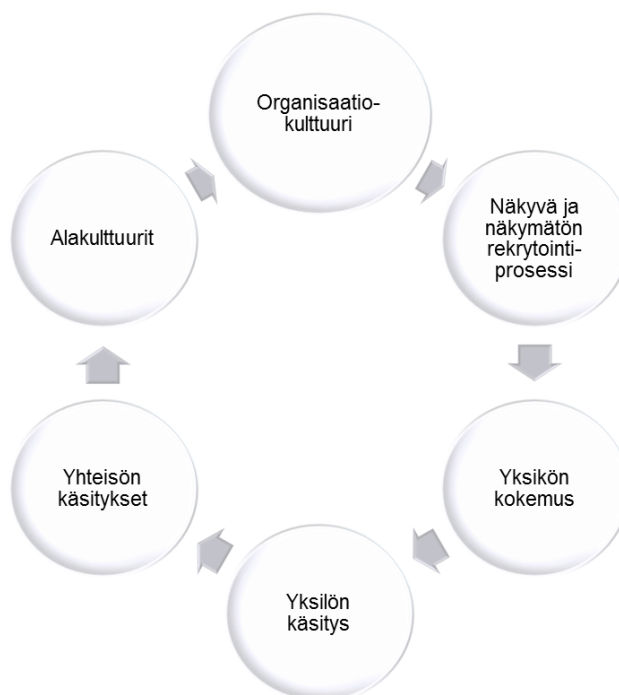 Organisaatio-
kulttuuri
Näkyvä ja
näkymätön
rekrytointi-
prosessi
Yksikön
kokemus
Yksilön
käsitys
Yhteisön
käsitykset
Alakulttuurit